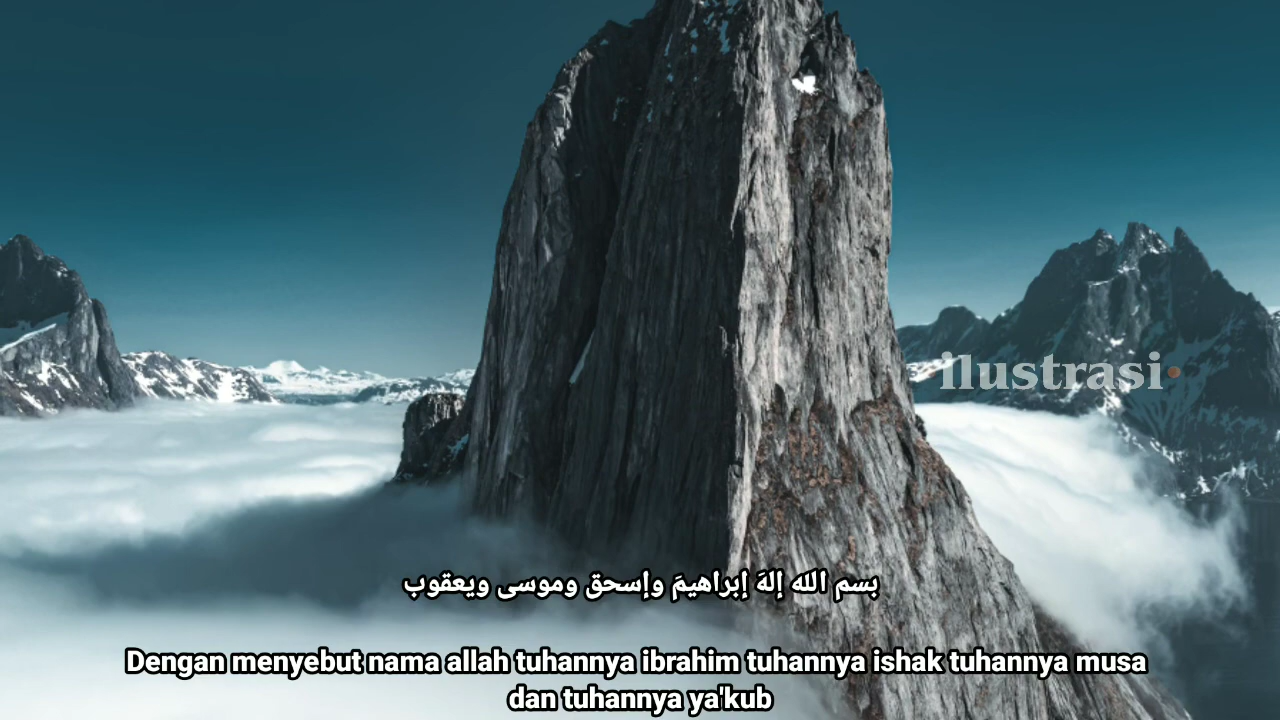 ilustrasi
بسم الله إلهَ إبراهيمَ وإسحق وموسى ويعقوب
Dengan menyebut nama allah tuhannya ibrahim tuhannya ishak tuhannya musa
dan tuhannya ya'kub